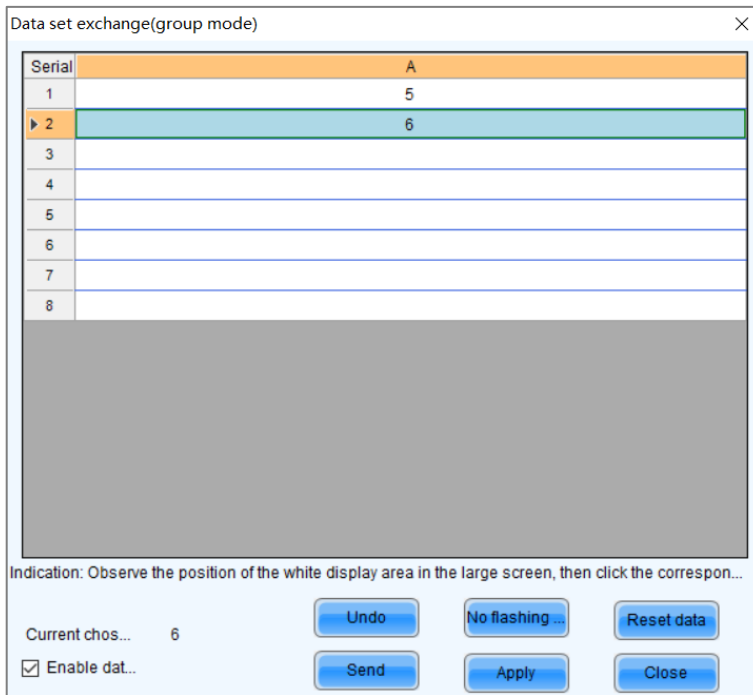 Data set exchange(group mode)
Serial A
1 5
2 6
3
4
5
6
7
8
Indication: Observe the position of the white display area in the large screen, then click the correspon...
Undo No flashing ... Reset data
Current chos... 6
Enable dat... Send Apply Close